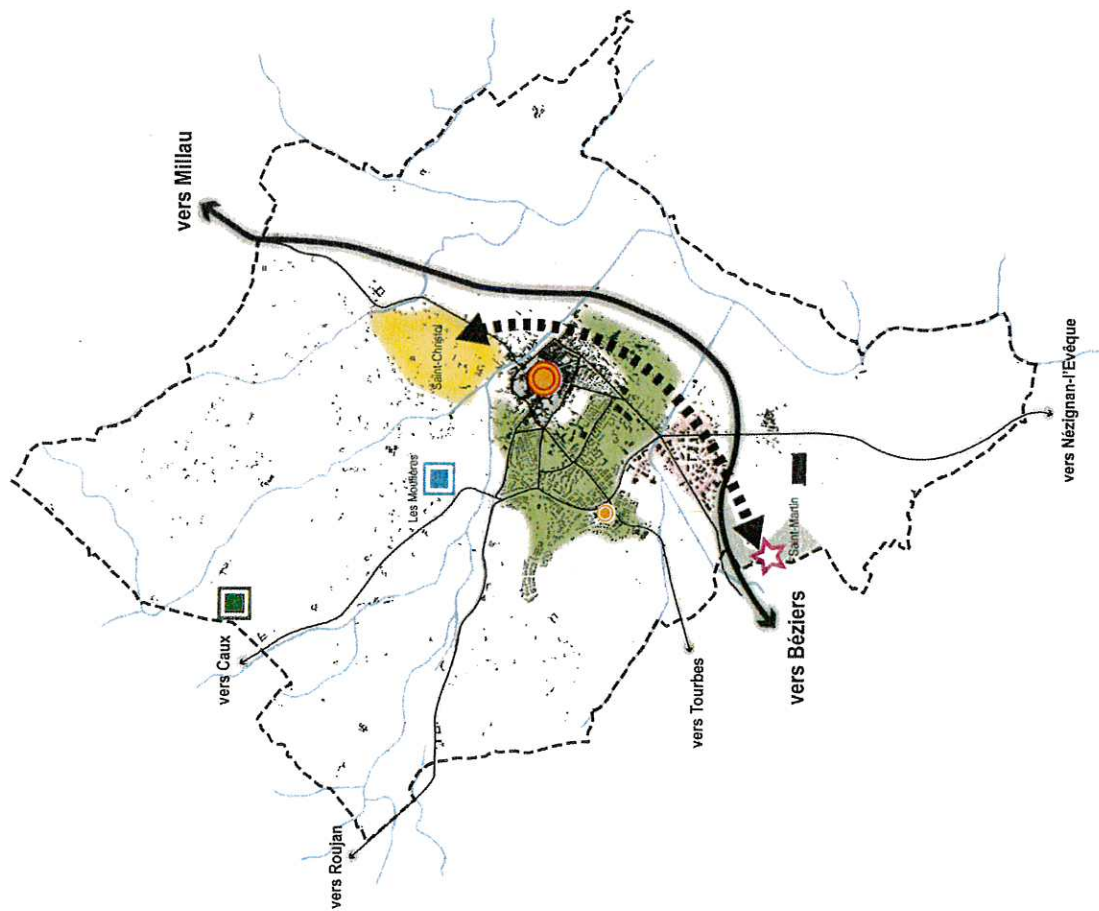 vers Millau
Saint-Christol
Les Moulières
vers Caux
vers Roujan
vers Tourbes
vers Béziers
Saint-Martin
vers Nézignan-l'Evêque